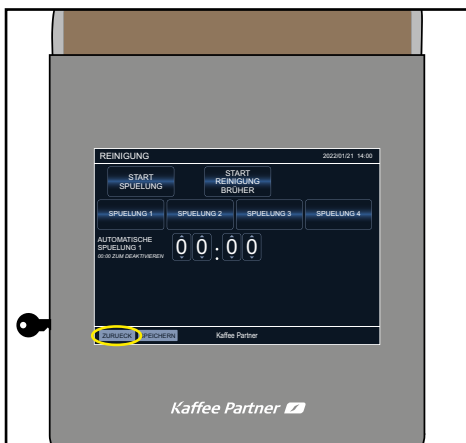 REINIGUNG 2022/01/21 14:00
START
SPUELUNG
START
REINIGUNG
BRÜHER
SPUELUNG 1 SPUELUNG 2 SPUELUNG 3 SPUELUNG 4
AUTOMATISCHE
SPUELUNG 1
00:00 ZUM DEAKTIVIEREN
00:00
ZURUECK SPEICHERN Kaffee Partner
Kaffee Partner